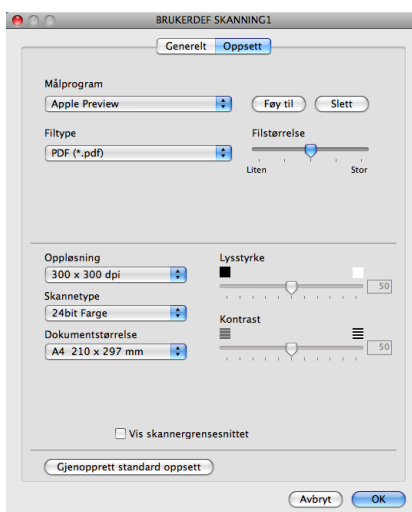 BRUKERDEF SKANNING1
Generelt Oppsett
Målprogram
Apple Preview Føy til Slett
Filtype Filstørrelse
PDF (*.pdf)
Liten Stor
Oppløsning Lysstyrke
300 x 300 dpi
50
Skannetype
24bit Farge Kontrast
Dokumentstørrelse
A4 210 x 297 mm 50
Vis skannergrensesnittet
Gjenopprett standard oppsett
Avbryt OK